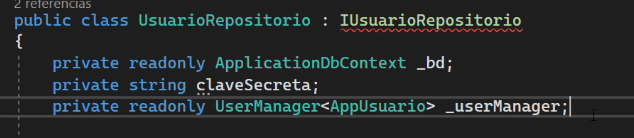 2 referencias
public class UsuarioRepositorio : IUsuarioRepositorio
{
private readonly ApplicationDbContext _bd;
private string claveSecreta;
private readonly UserManager<AppUsuario> _userManager;